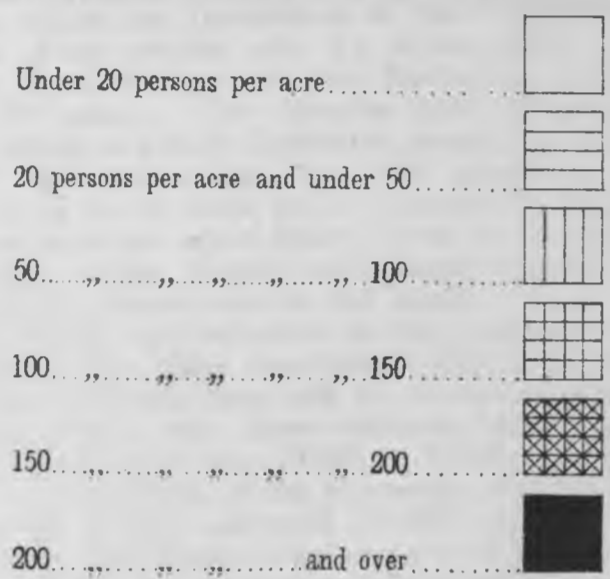 Under 20 persons per acre..........
20 persons per acre and under 50........
50.....,,......,,.....,,.....,,......,,..100.........
100...,,......,,....,,.....,,......,,..150.........
150.....,,......,,.....,,.....,,......,,..200.........
200.....,,......,,.....,,........and over.........